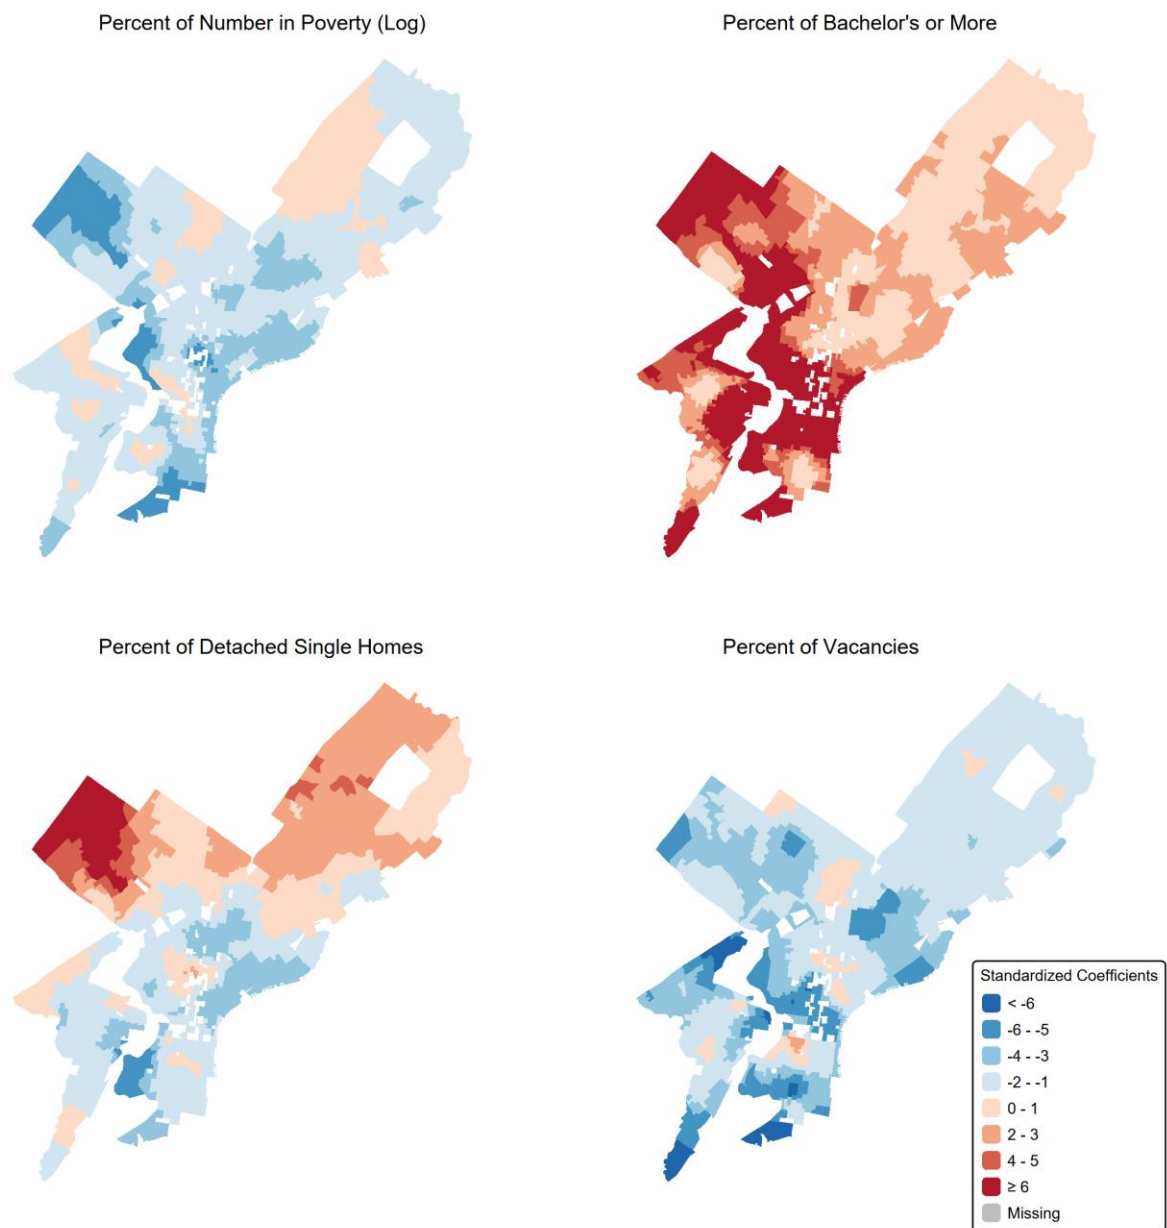 Percent of Number in Poverty (Log)
Percent of Bachelor's or More
Percent of Detached Single Homes
Percent of Vacancies
Standardized Coefficients
< -6
-6 - -5
-4 - -3
-2 - -1
0 - 1
2 - 3
4 - 5
≥ 6
Missing